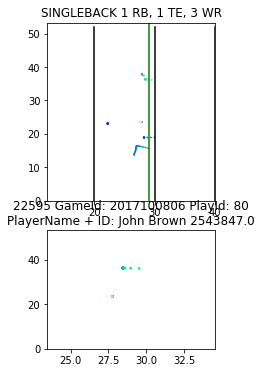 SINGLEBACK 1 RB, 1 TE, 3 WR
50
40
30
20
10
0
20 30 40
22595 GameId: 2017100806 PlayId: 80
PlayerName + ID: John Brown 2543847.0
40
20
0
25.0 27.5 30.0 32.5